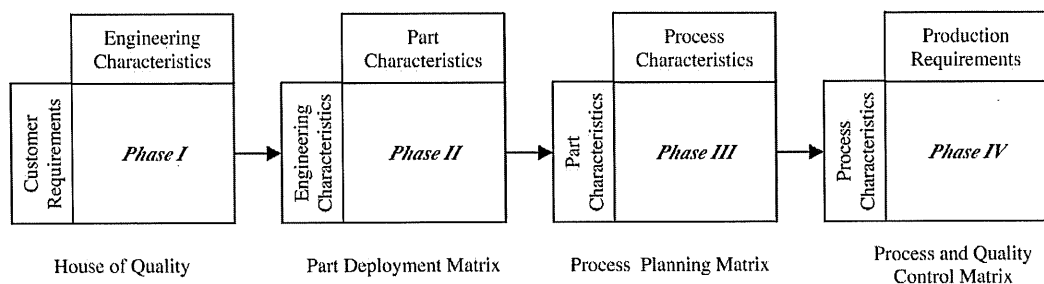 Engineering
Characteristics
Customer
Requirements
Phase I
House of Quality
Part
Characteristics
Engineering
Characteristics
Phase II
Part Deployment Matrix
Process
Characteristics
Part
Characteristics
Phase III
Process Planning Matrix
Production
Requirements
Process
Characteristics
Phase IV
Process and Quality
Control Matrix